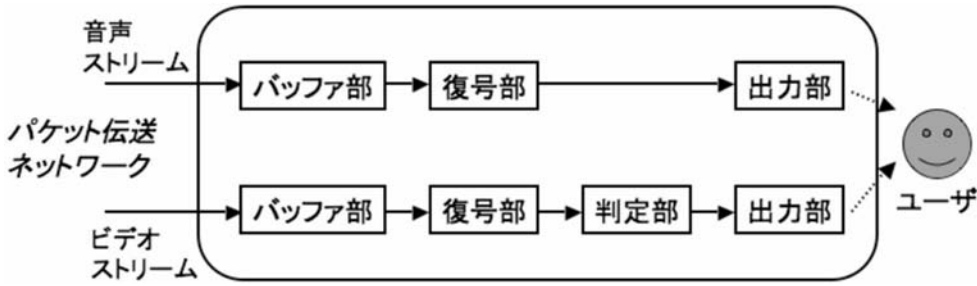 音声
ストリーム
バッファ部
復号部
出力部
パケット伝送
ネットワーク
ユーザ
バッファ部
復号部
判定部
出力部
ビデオ
ストリーム